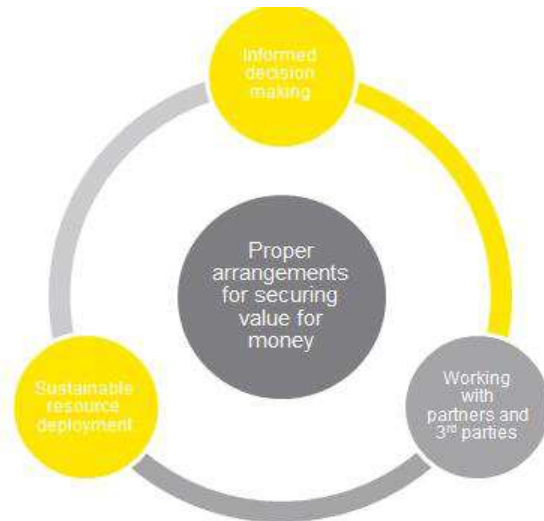 Informed
decision
making
Proper
arrangements
for securing
value for
money
Sustainable
resource
deployment
Working
with
partners and
3rd parties